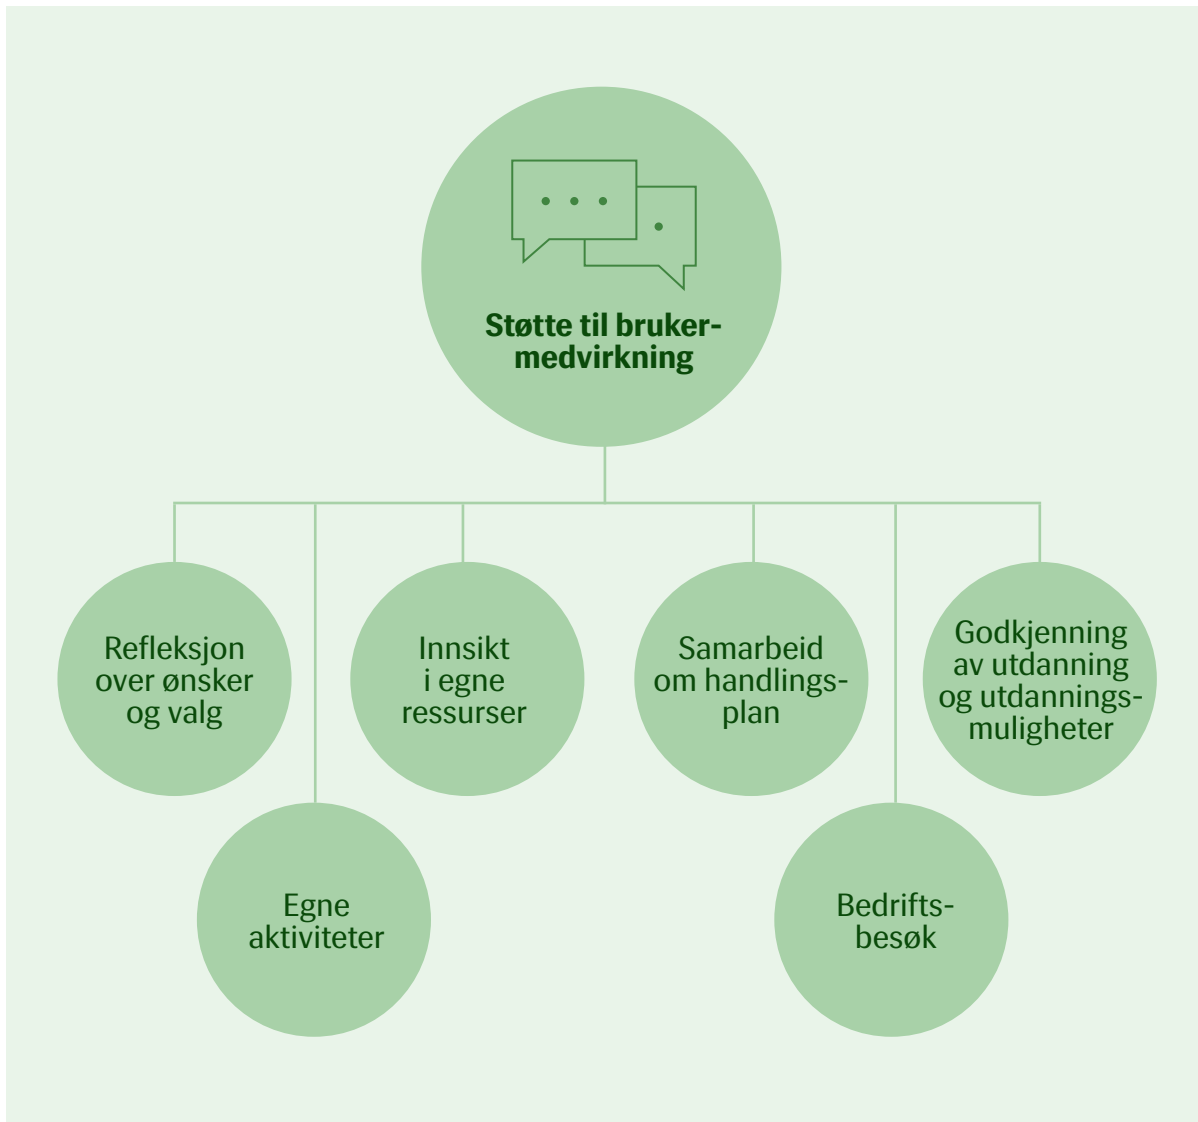 Støtte til bruker-
medvirkning
Refleksjon
over ønsker
og valg
Innsikt
i egne
ressurser
Samarbeid
om handlings-
plan
Godkjenning
av utdanning
og utdannings-
muligheter
Egne
aktiviteter
Bedrifts-
besøk